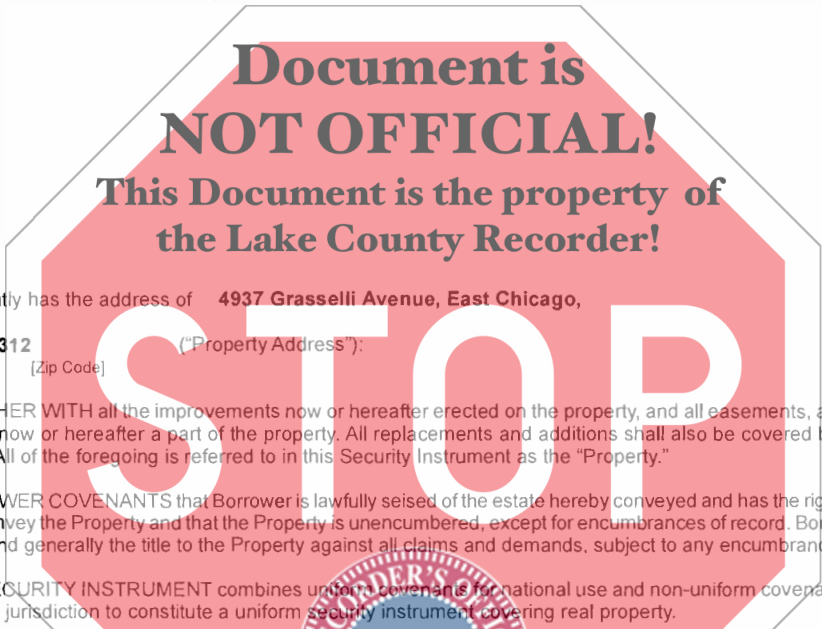 Document is
NOT OFFICIAL!
This Document is the property of
the Lake County Recorder!
tly has the address of 4937 Grasselli Avenue, East Chicago,
312 ("Property Address"):
[Zip Code]
STOP
HER WITH all the improvements now or hereafter erected on the property, and all easements, a
now or hereafter a part of the property. All replacements and additions shall also be covered b
All of the foregoing is referred to in this Security Instrument as the “Property.”
WER COVENANTS that Borrower is lawfully seised of the estate hereby conveyed and has the rig
nvey the Property and that the Property is unencumbered, except for encumbrances of record. Bor
nd generally the title to the Property against all claims and demands, subject to any encumbranc
CURITY INSTRUMENT combines uniform covenants for national use and non-uniform covena
jurisdiction to constitute a uniform security instrument covering real property.